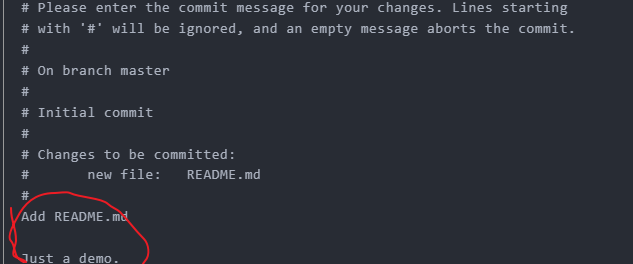 # Please enter the commit message for your changes. Lines starting
# with '#' will be ignored, and an empty message aborts the commit.
#
# On branch master
#
# Initial commit
#
# Changes to be committed:
#       new file:   README.md
#
Add README.md
Just a demo.